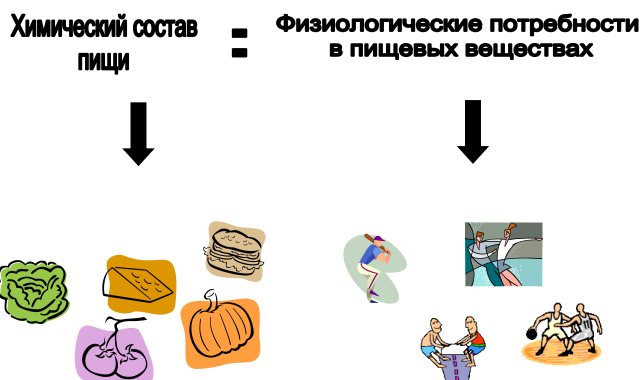 Химический состав
пищи
=
Физиологические потребности
в пищевых веществах